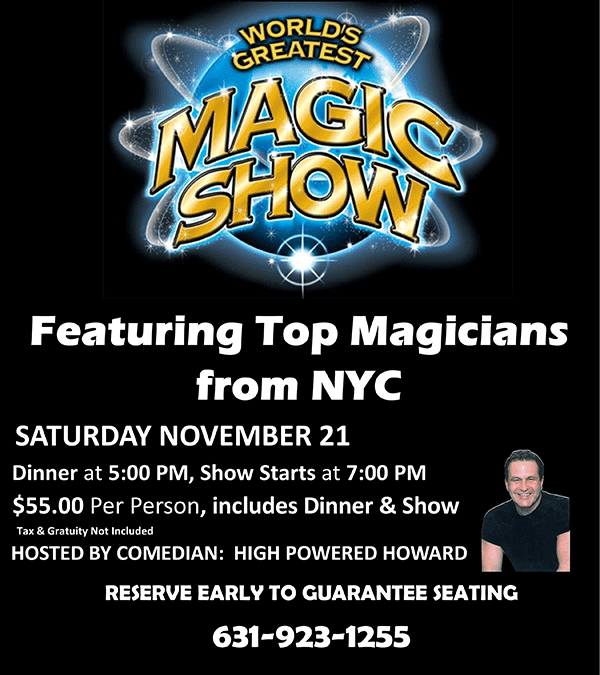 WORLD'S
GREATEST
MAGIC
SHOW
Featuring Top Magicians
from NYC
SATURDAY NOVEMBER 21
Dinner at 5:00 PM, Show Starts at 7:00 PM
$55.00 Per Person, includes Dinner & Show
Tax & Gratuity Not Included
HOSTED BY COMEDIAN: HIGH POWERED HOWARD
RESERVE EARLY TO GUARANTEE SEATING
631-923-1255